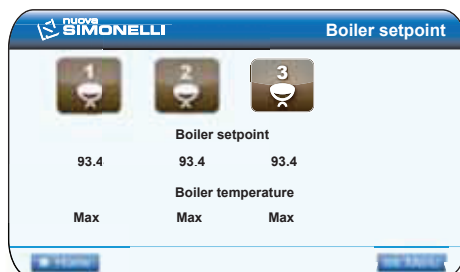 nuova
SIMONELLI
Boiler setpoint
1 2 3
Boiler setpoint
93.4 93.4 93.4
Boiler temperature
Max Max Max
Home